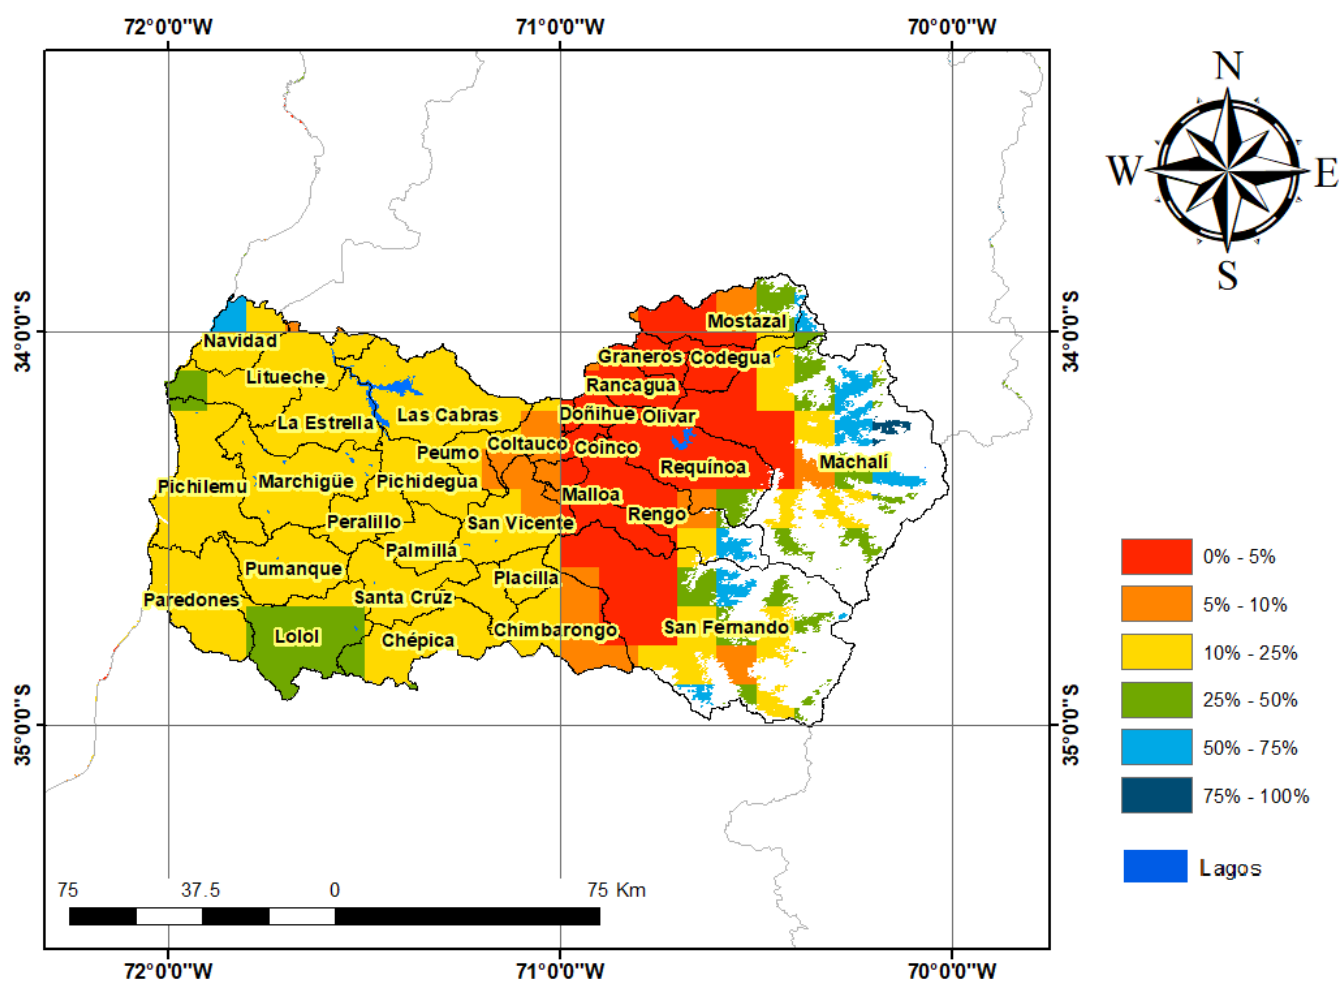 72°0'0"W 71°0'0"W 70°0'0"W
N
W E
S
34°0'0"S 34°0'0"S
Mostazal
Navidad
Graneros Codegua
Litueche
Rancagua
La Estrella Las Cabras Doñihue Olivar
Peumo Coltauco Coinco
Requínoa Machalí
Pichilemu Marchigüe Pichidegua
Malloa
Peralillo San Vicente Rengo
Palmilla
Pumanque
Placilla
Paredones Santa Cruz
Lolol Chépica Chimbarongo San Fernando
35°0'0"S 35°0'0"S
0% - 5%
5% - 10%
10% - 25%
25% - 50%
50% - 75%
75% - 100%
Lagos
75 37.5 0 75 Km
72°0'0"W 71°0'0"W 70°0'0"W